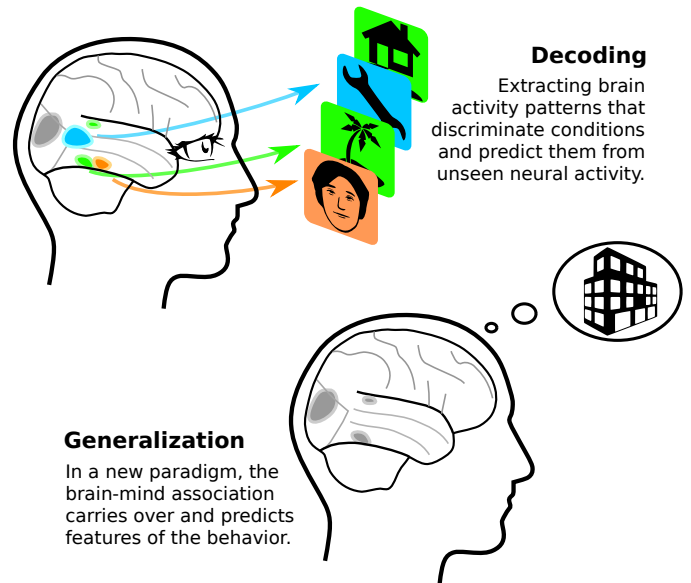 Decoding
Extracting brain
activity patterns that
discriminate conditions
and predict them from
unseen neural activity.
Generalization
In a new paradigm, the
brain-mind association
carries over and predicts
features of the behavior.